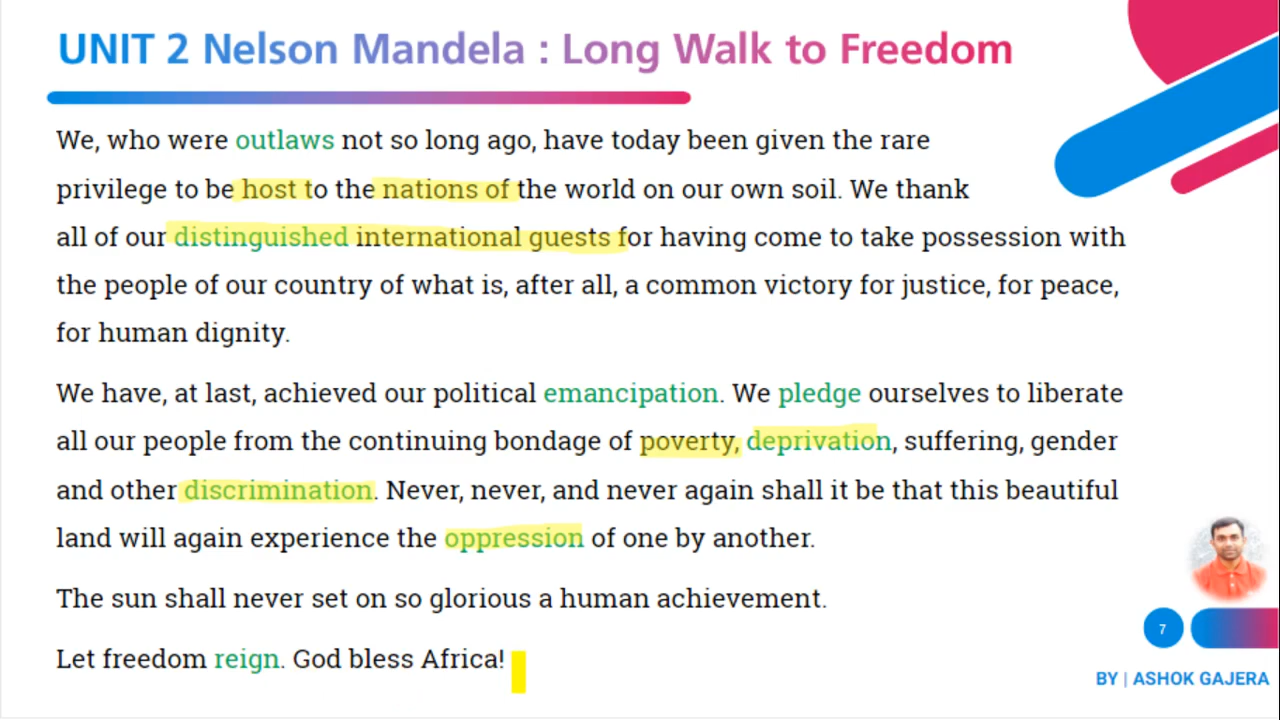 UNIT 2 Nelson Mandela : Long Walk to Freedom
We, who were outlaws not so long ago, have today been given the rare
privilege to be host to the nations of the world on our own soil. We thank
all of our distinguished international guests for having come to take possession with
the people of our country of what is, after all, a common victory for justice, for peace,
for human dignity.
We have, at last, achieved our political emancipation. We pledge ourselves to liberate
all our people from the continuing bondage of poverty, deprivation, suffering, gender
and other discrimination. Never, never, and never again shall it be that this beautiful
land will again experience the oppression of one by another.
The sun shall never set on so glorious a human achievement.
Let freedom reign. God bless Africa!
7
BY | ASHOK GAJERA